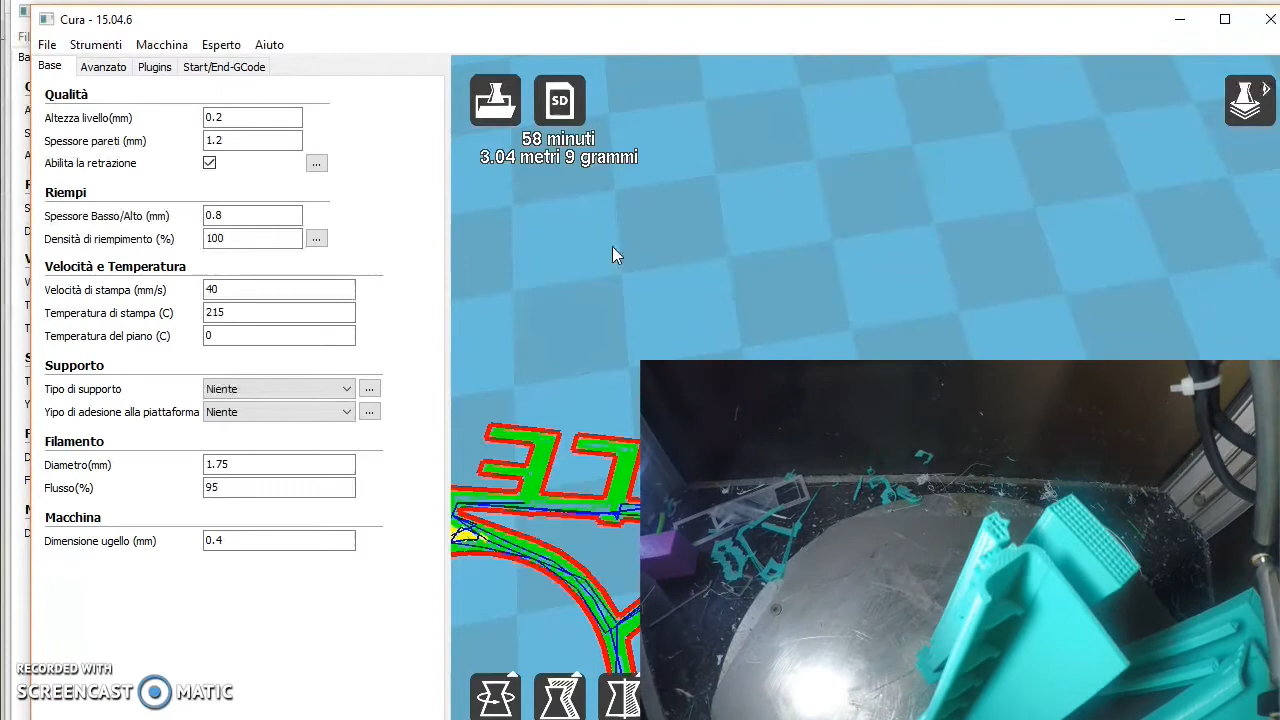 Cura - 15.04.6
File Strumenti Macchina Esperto Aiuto
Base Avanzato Plugins Start/End-GCode
Qualità
Altezza livello(mm) 0.2
Spessore pareti (mm) 1.2
Abilita la retrazione ...
Riempi
Spessore Basso/Alto (mm) 0.8
Densità di riempimento (%) 100 ...
Velocità e Temperatura
Velocità di stampa (mm/s) 40
Temperatura di stampa (C) 215
Temperatura del piano (C) 0
Supporto
Tipo di supporto Niente ...
Yipo di adesione alla piattaforma Niente ...
Filamento
Diametro(mm) 1.75
Flusso(%) 95
Macchina
Dimensione ugello (mm) 0.4
SD
58 minuti
3.04 metri 9 grammi
RECORDED WITH
SCREENCAST MATIC